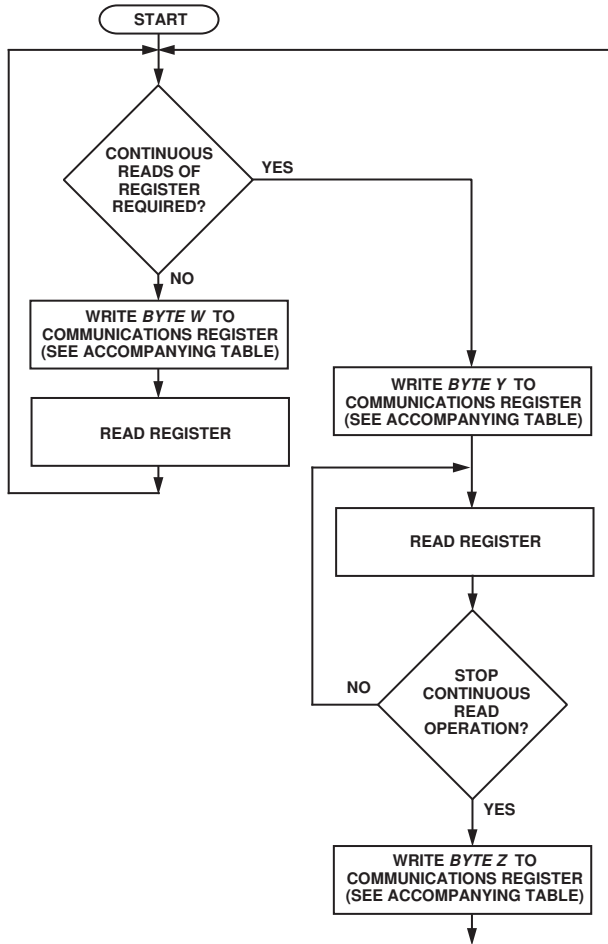 START
CONTINUOUS
READS OF
REGISTER
REQUIRED?
YES
NO
WRITE BYTE W TO
COMMUNICATIONS REGISTER
(SEE ACCOMPANYING TABLE)
READ REGISTER
WRITE BYTE Y TO
COMMUNICATIONS REGISTER
(SEE ACCOMPANYING TABLE)
READ REGISTER
STOP
CONTINUOUS
READ
OPERATION?
NO
YES
WRITE BYTE Z TO
COMMUNICATIONS REGISTER
(SEE ACCOMPANYING TABLE)